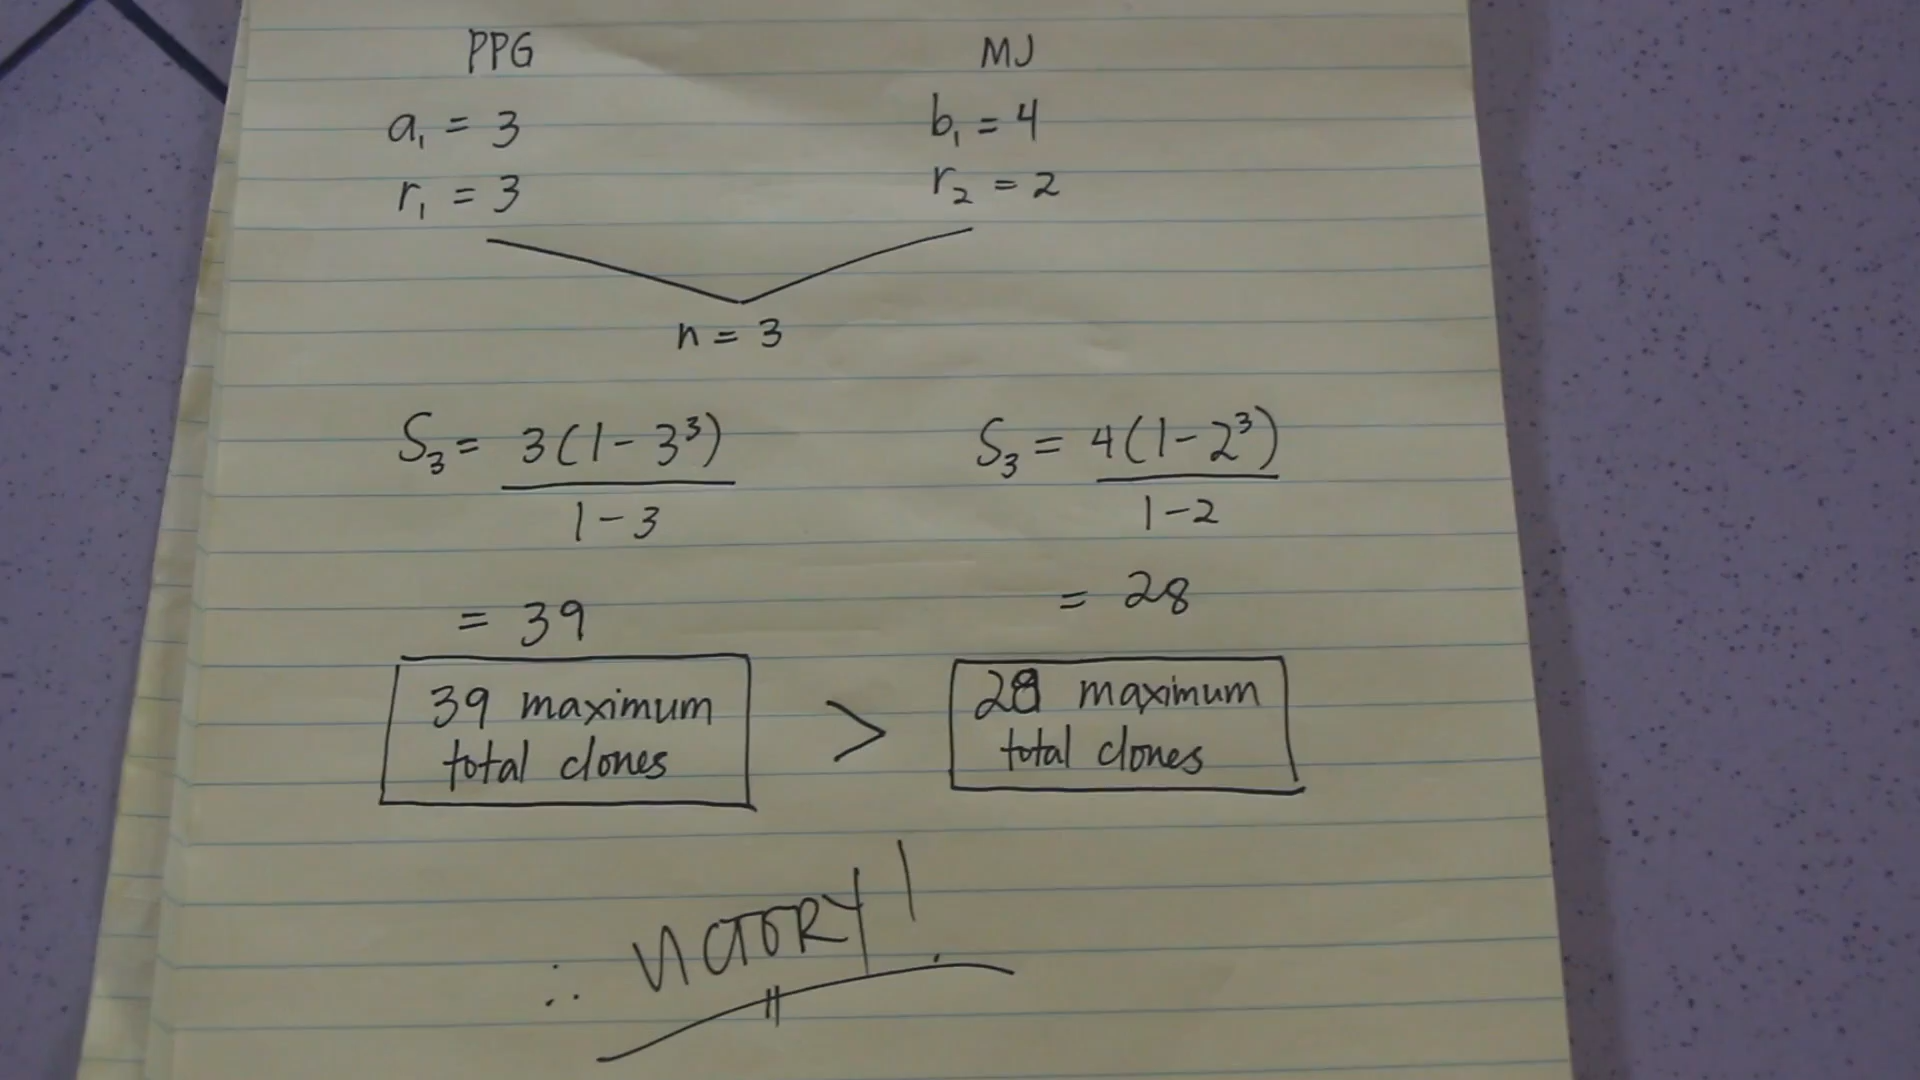 PPG MJ
a₁ = 3 b₁ = 4
r₁ = 3 r₂ = 2
n = 3
S₃ = 3(1-3³) S₃ = 4(1-2³)
1-3 1-2
= 39 = 28
39 maximum > 28 maximum
total clones total clones
∴ VICTORY!